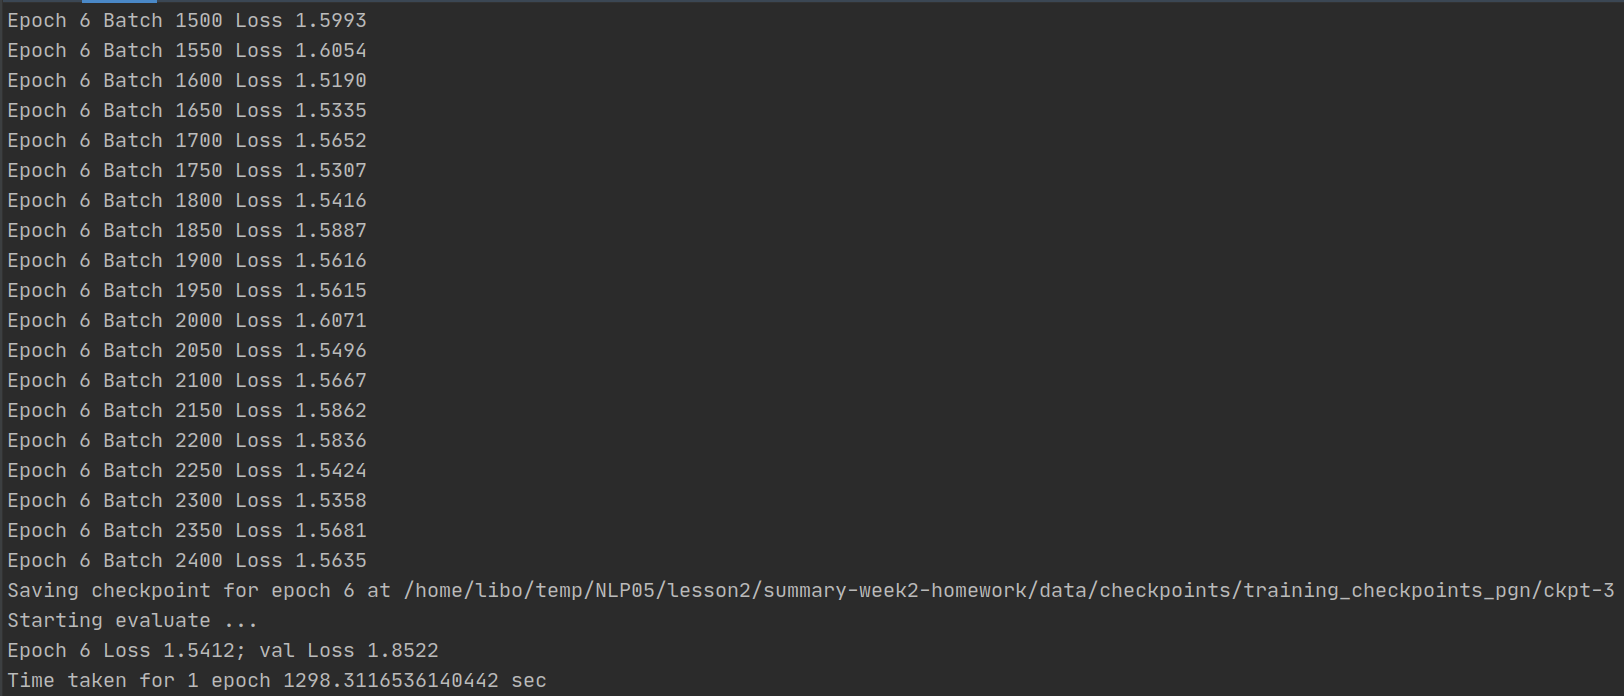 Epoch 6 Batch 1500 Loss 1.5993
Epoch 6 Batch 1550 Loss 1.6054
Epoch 6 Batch 1600 Loss 1.5190
Epoch 6 Batch 1650 Loss 1.5335
Epoch 6 Batch 1700 Loss 1.5652
Epoch 6 Batch 1750 Loss 1.5307
Epoch 6 Batch 1800 Loss 1.5416
Epoch 6 Batch 1850 Loss 1.5887
Epoch 6 Batch 1900 Loss 1.5616
Epoch 6 Batch 1950 Loss 1.5615
Epoch 6 Batch 2000 Loss 1.6071
Epoch 6 Batch 2050 Loss 1.5496
Epoch 6 Batch 2100 Loss 1.5667
Epoch 6 Batch 2150 Loss 1.5862
Epoch 6 Batch 2200 Loss 1.5836
Epoch 6 Batch 2250 Loss 1.5424
Epoch 6 Batch 2300 Loss 1.5358
Epoch 6 Batch 2350 Loss 1.5681
Epoch 6 Batch 2400 Loss 1.5635
Saving checkpoint for epoch 6 at /home/libo/temp/NLP05/lesson2/summary-week2-homework/data/checkpoints/training_checkpoints_pgn/ckpt-3
Starting evaluate ...
Epoch 6 Loss 1.5412; val Loss 1.8522
Time taken for 1 epoch 1298.3116536140442 sec